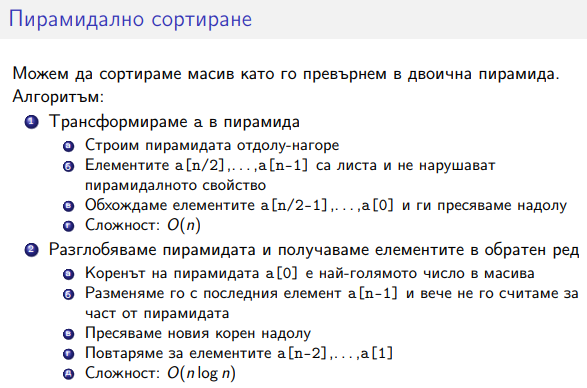 Пирамидално сортиране
Можем да сортираме масив като го превърнем в двоична пирамида.
Алгоритъм:
1 Трансформираме a в пирамида
а Строим пирамидата отдолу-нагоре
б Елементите a[n/2],...,a[n-1] са листа и не нарушават
пирамидалното свойство
в Обхождаме елементите a[n/2-1],...,a[0] и ги пресяваме надолу
г Сложност: O(n)
2 Разглобяваме пирамидата и получаваме елементите в обратен ред
а Коренът на пирамидата a[0] е най-голямото число в масива
б Разменяме го с последния елемент a[n-1] и вече не го считаме за
част от пирамидата
в Пресяваме новия корен надолу
г Повтаряме за елементите a[n-2],...,a[1]
д Сложност: O(n log n)